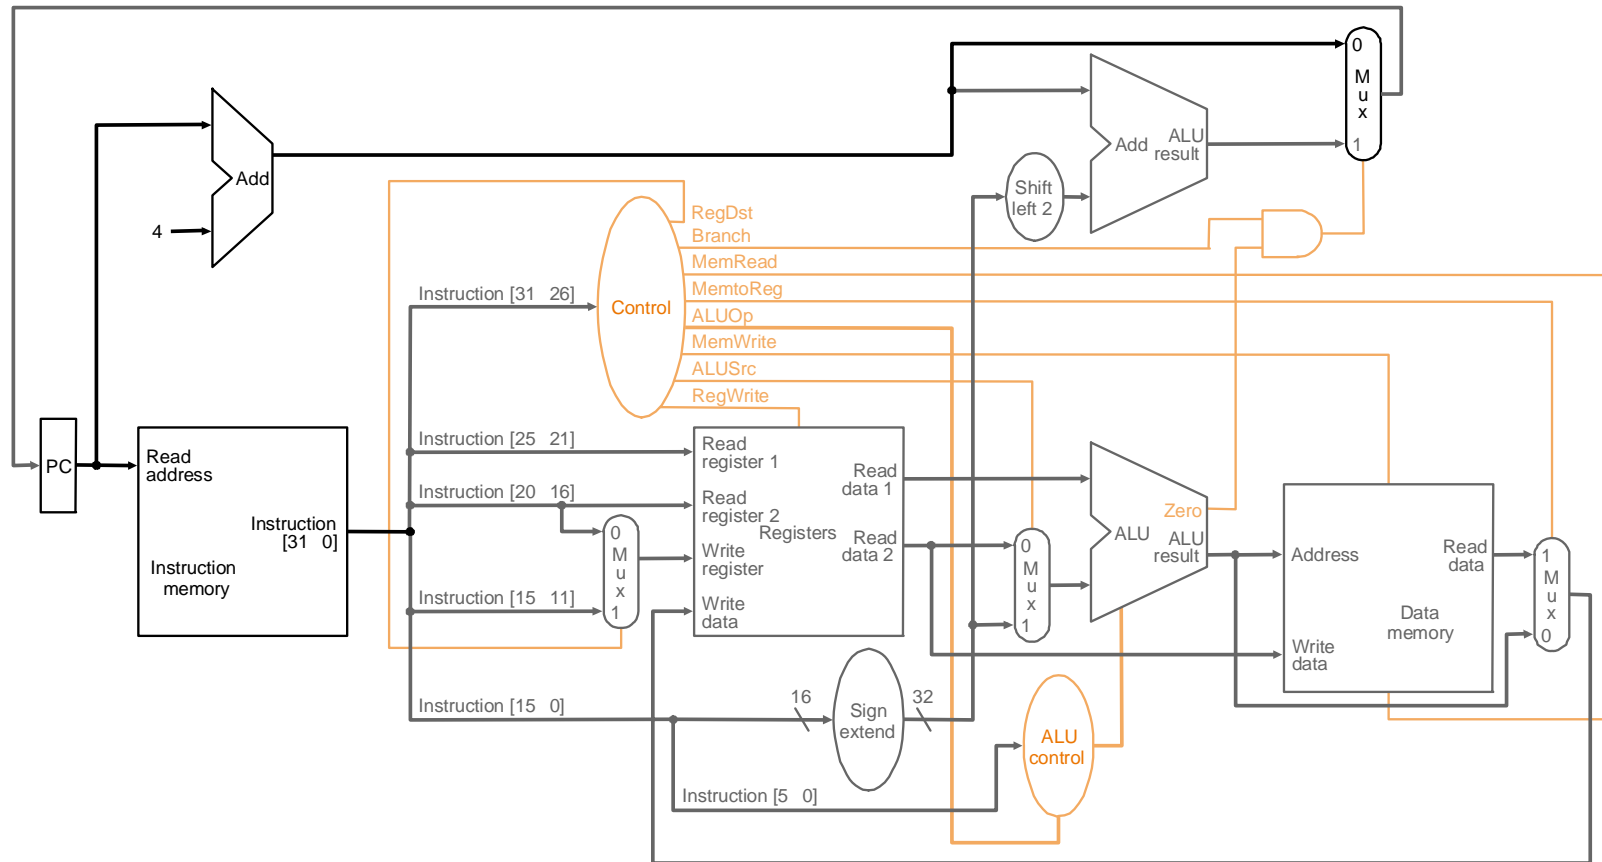 0
M
u
x
1
Add
ALU
result
Add
4
Shift
left 2
RegDst
Branch
MemRead
MemtoReg
ALUOp
MemWrite
ALUSrc
RegWrite
Control
Instruction [31 26]
Instruction [25 21]
Instruction [20 16]
Instruction [15 11]
Instruction [15 0]
Instruction [5 0]
PC
Read
address
Instruction
[31 0]
Instruction
memory
0
M
u
x
1
Read
register 1
Read
register 2
Write
register
Write
data
Registers
Read
data 1
Read
data 2
0
M
u
x
1
Zero
ALU
ALU
result
Address
Write
data
Read
data
Data
memory
1
M
u
x
0
16
Sign
extend
32
ALU
control